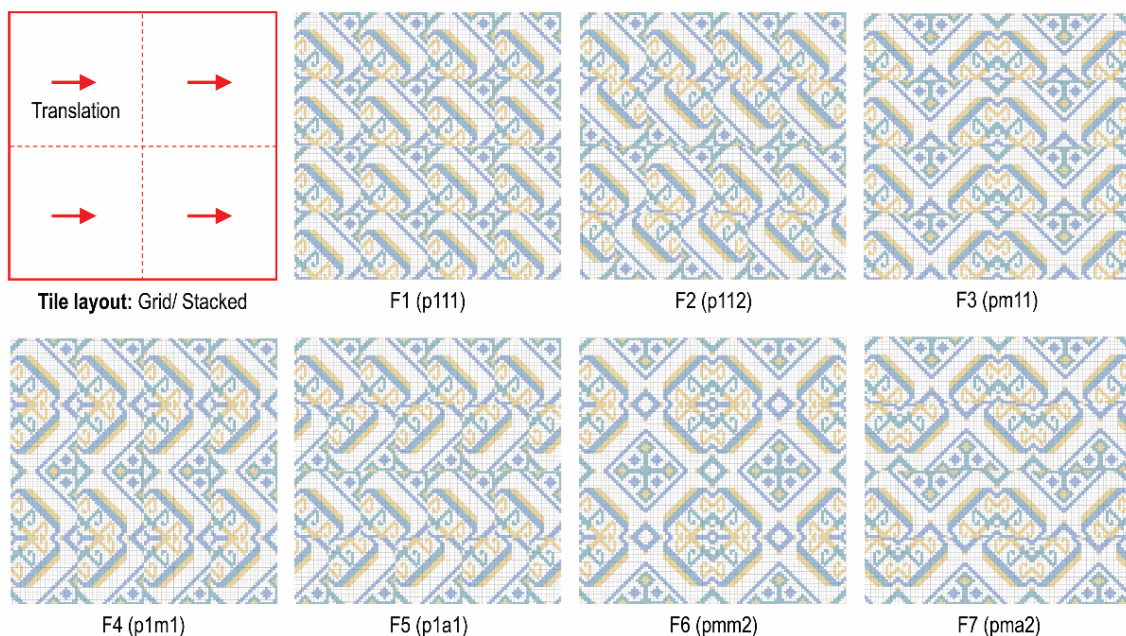 Translation
Tile layout: Grid/ Stacked
F1 (p111)
F2 (p112)
F3 (pm11)
F4 (p1m1)
F5 (p1a1)
F6 (pmm2)
F7 (pma2)